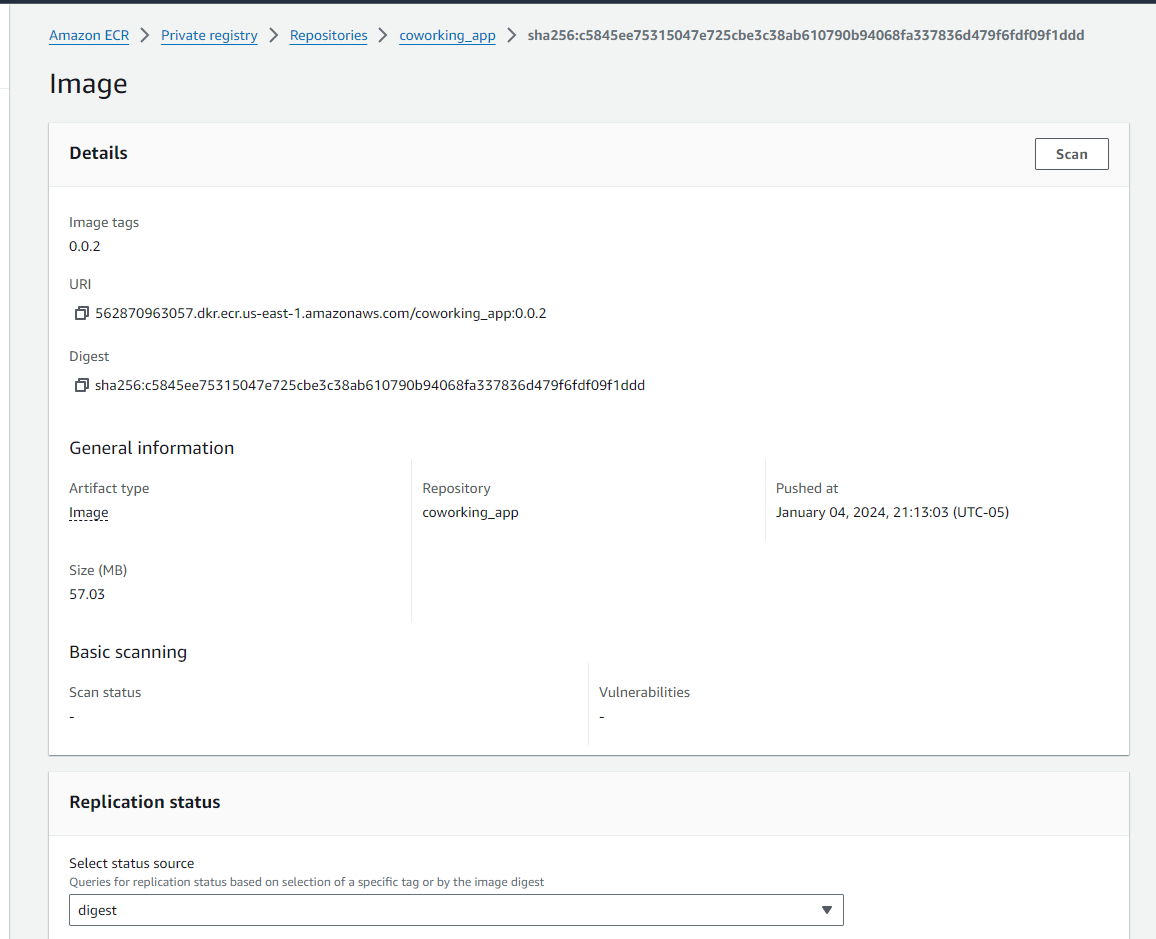 Amazon ECR > Private registry > Repositories > coworking_app > sha256:c5845ee75315047e725cbe3c38ab610790b94068fa337836d479f6fdf09f1ddd
Image
Details
Scan
Image tags
0.0.2
URI
562870963057.dkr.ecr.us-east-1.amazonaws.com/coworking_app:0.0.2
Digest
sha256:c5845ee75315047e725cbe3c38ab610790b94068fa337836d479f6fdf09f1ddd
General information
Artifact type
Image
Repository
coworking_app
Pushed at
January 04, 2024, 21:13:03 (UTC-05)
Size (MB)
57.03
Basic scanning
Scan status
-
Vulnerabilities
-
Replication status
Select status source
Queries for replication status based on selection of a specific tag or by the image digest
digest